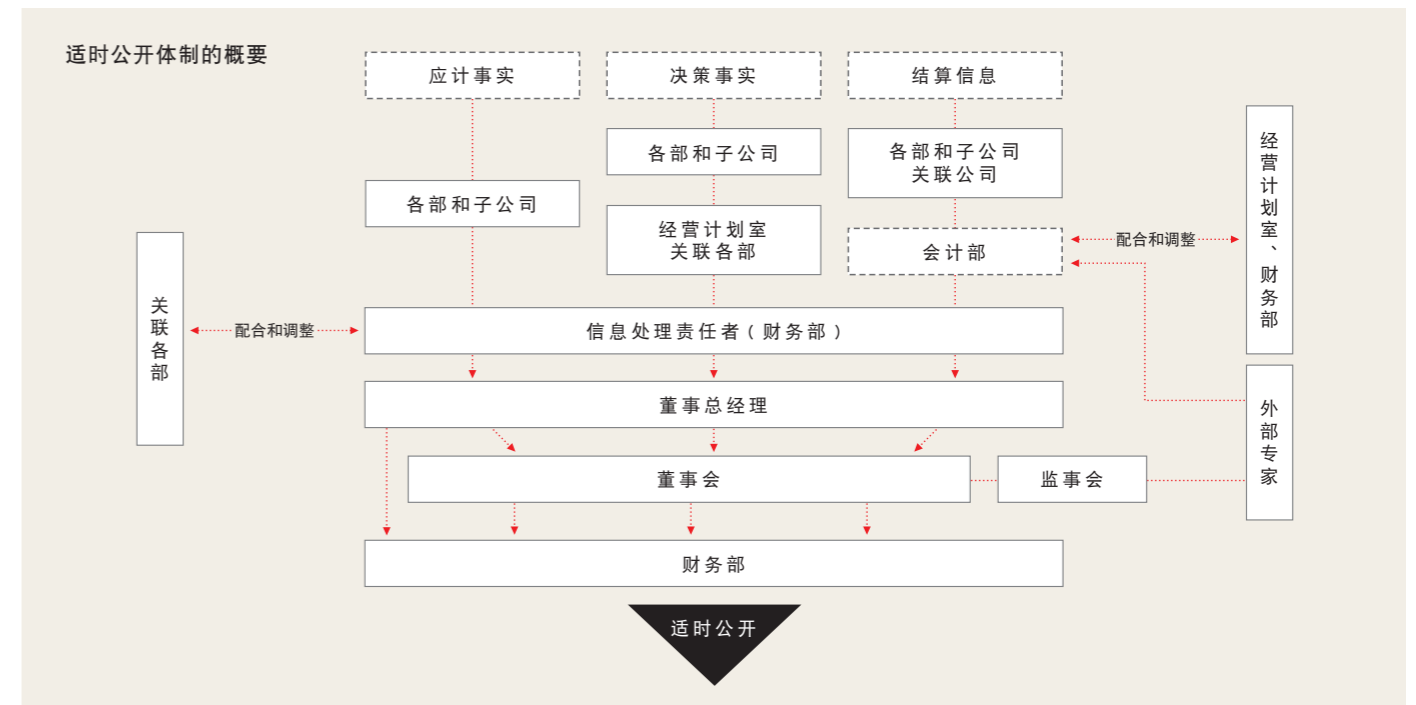 适时公开体制的概要
应计事实
决策事实
结算信息
各部和子公司
各部和子公司
关联公司
各部和子公司
经营计划室
关联各部
会计部
配合和调整
经营计划室、财务部
关联各部
配合和调整
信息处理责任者(财务部)
董事总经理
外部专家
董事会
监事会
财务部
适时公开